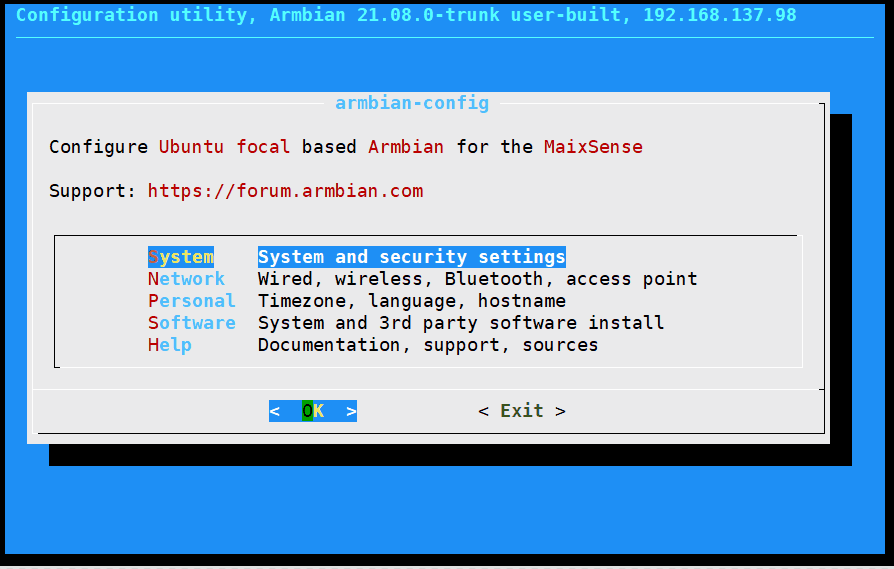 Configuration utility, Armbian 21.08.0-trunk user-built, 192.168.137.98
armbian-config
Configure Ubuntu focal based Armbian for the MaixSense
Support: https://forum.armbian.com
System System and security settings
Network Wired, wireless, Bluetooth, access point
Personal Timezone, language, hostname
Software System and 3rd party software install
Help Documentation, support, sources
< OK > < Exit >